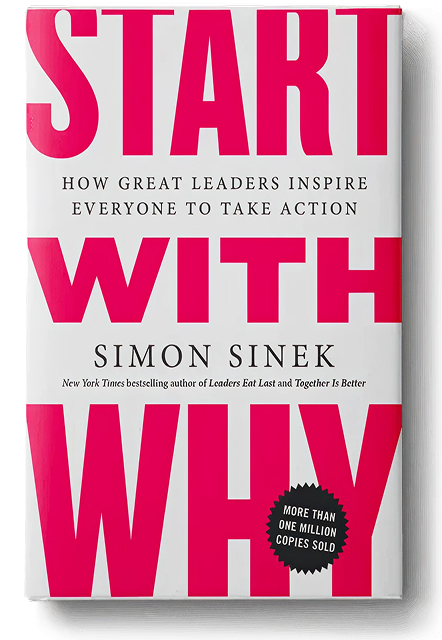 START
HOW GREAT LEADERS INSPIRE
EVERYONE TO TAKE ACTION
WITH
SIMON SINEK
New York Times bestselling author of Leaders Eat Last and Together Is Better
WHY
MORE THAN
ONE MILLION
COPIES SOLD